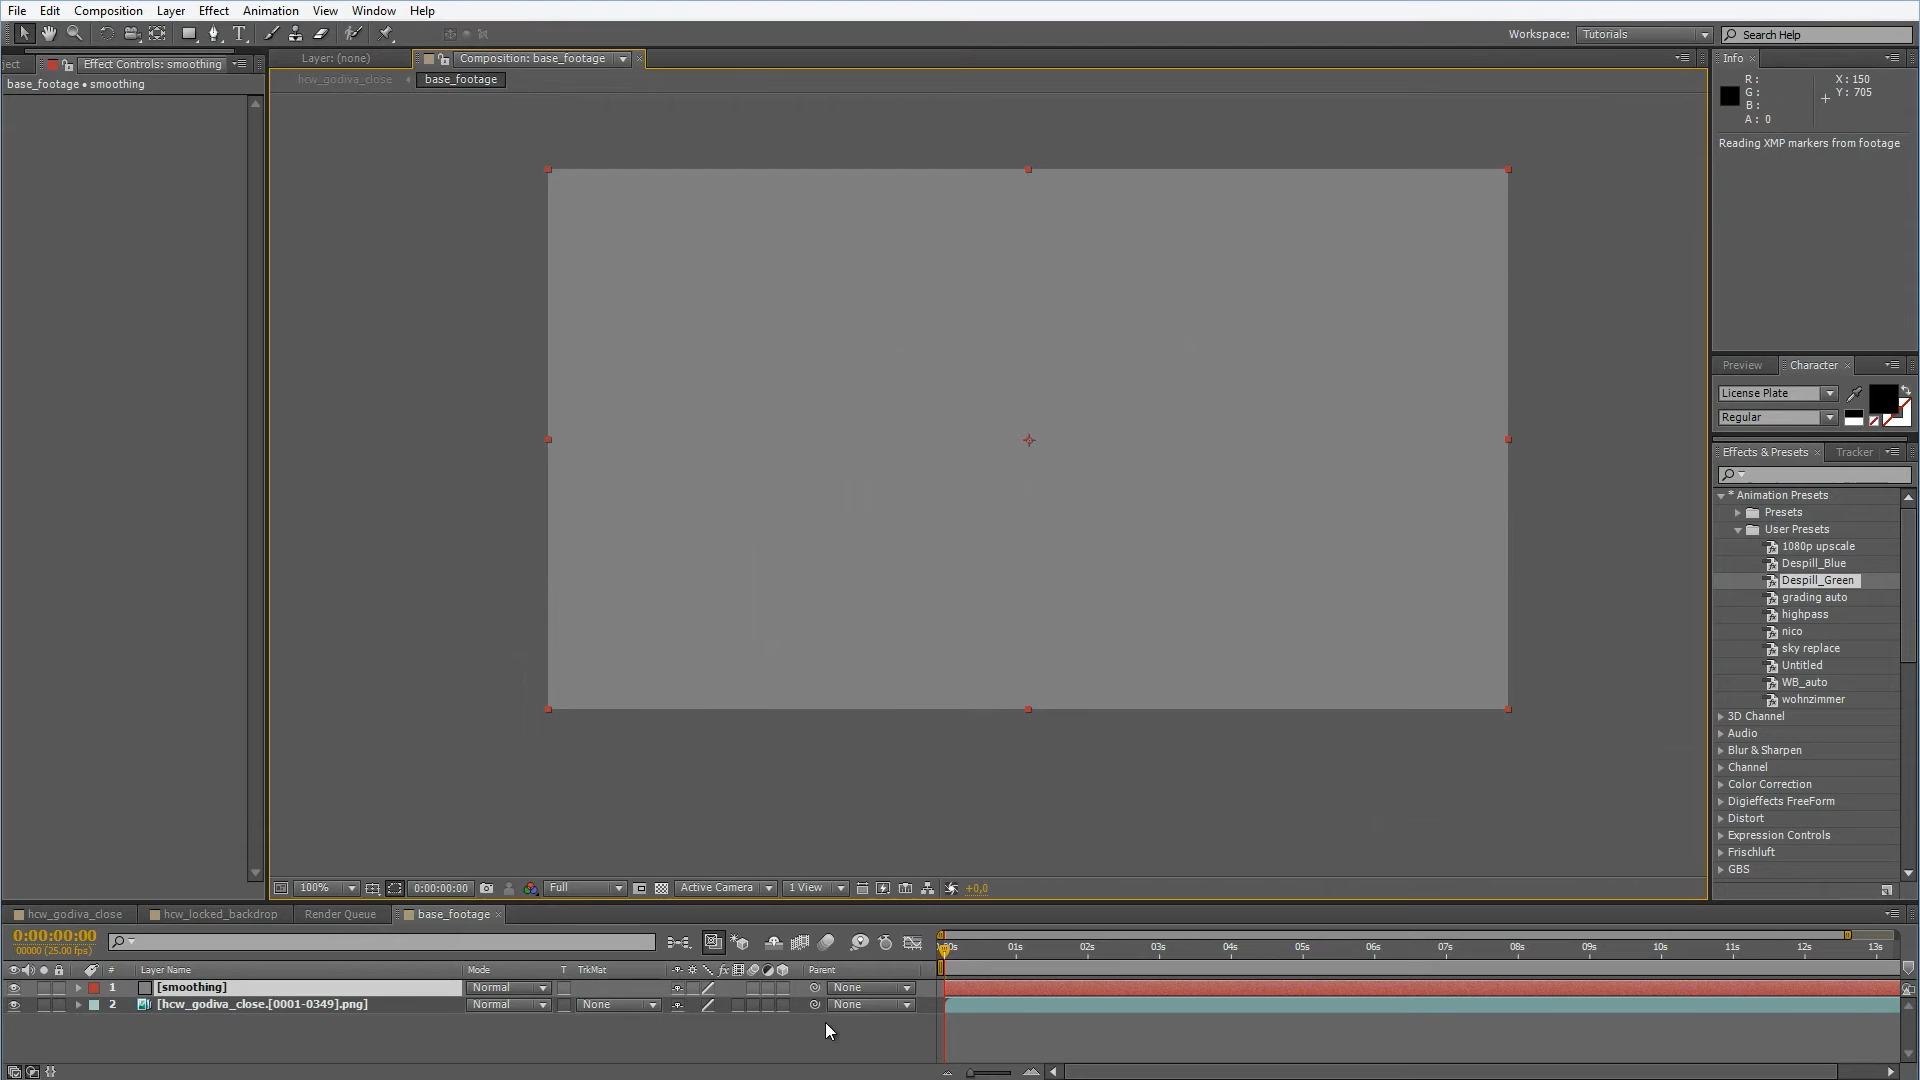 File Edit Composition Layer Effect Animation View Window Help
Workspace: Tutorials Search Help
ject Effect Controls: smoothing
base_footage • smoothing
Layer: (none) Composition: base_footage
hcw_godiva_close base_footage
Info
R: X: 150
G: Y: 705
B:
A: 0
Reading XMP markers from footage
Preview Character
License Plate
Regular
Effects & Presets Tracker
* Animation Presets
Presets
User Presets
1080p upscale
Despill_Blue
Despill_Green
grading auto
highpass
nico
sky replace
Untitled
WB_auto
wohnzimmer
3D Channel
Audio
Blur & Sharpen
Channel
Color Correction
Digieffects FreeForm
Distort
Expression Controls
Frischluft
GBS
100% 0:00:00:00 Full Active Camera 1 View +0,0
hcw_godiva_close hcw_locked_backdrop Render Queue base_footage
0:00:00:00
00000 (25.00 fps)
00s 01s 02s 03s 04s 05s 06s 07s 08s 09s 10s 11s 12s 13s
# Layer Name Mode T TrkMat Parent
1 [smoothing] Normal None
2 [hcw_godiva_close.[0001-0349].png] Normal None None